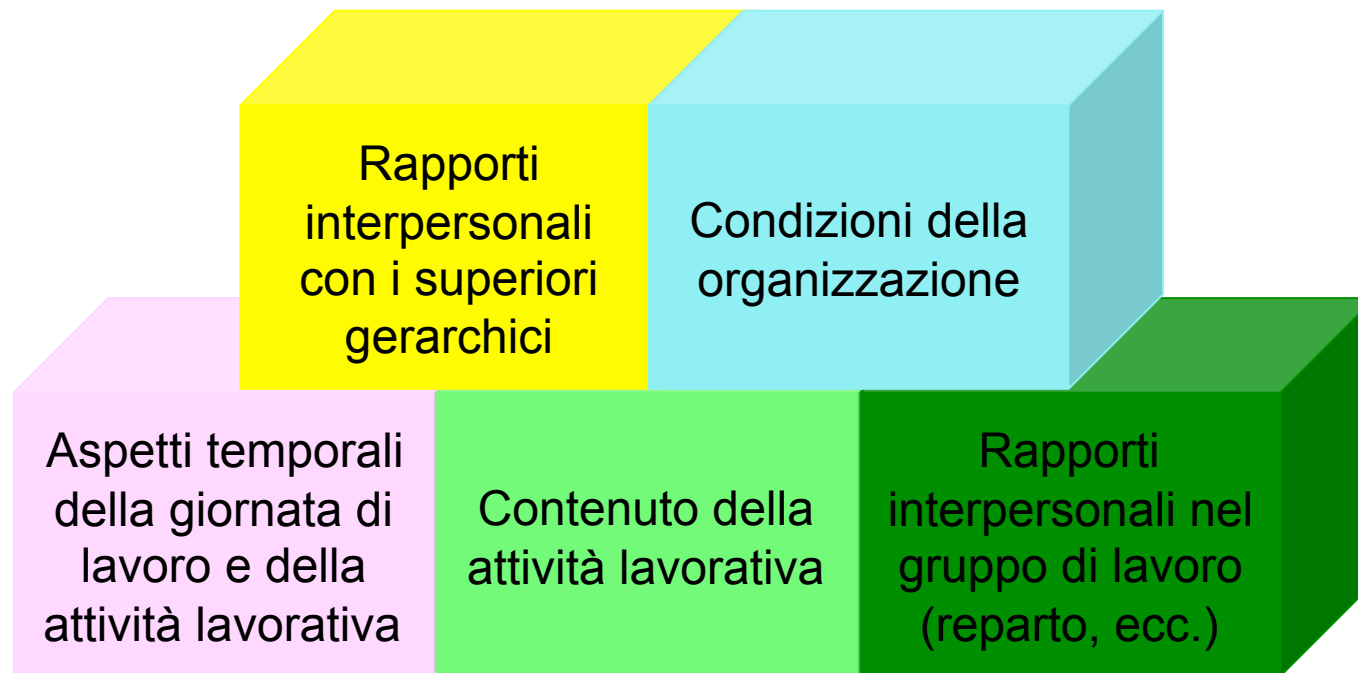 Rapporti
interpersonali
con i superiori
gerarchici
Condizioni della
organizzazione
Aspetti temporali
della giornata di
lavoro e della
attività lavorativa
Contenuto della
attività lavorativa
Rapporti
interpersonali nel
gruppo di lavoro
(reparto, ecc.)